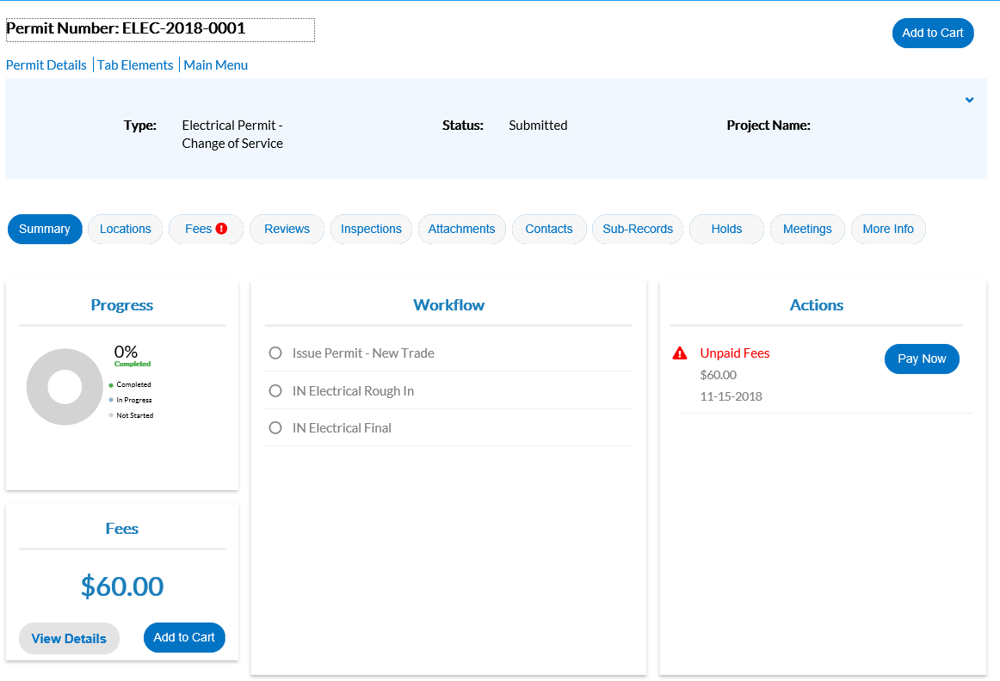 Permit Number: ELEC-2018-0001
Add to Cart
Permit Details | Tab Elements | Main Menu
Type: Electrical Permit -
Change of Service
Status: Submitted
Project Name:
Summary
Locations
Fees !
Reviews
Inspections
Attachments
Contacts
Sub-Records
Holds
Meetings
More Info
Progress
0%
Completed
Completed
In Progress
Not Started
Fees
$60.00
View Details
Add to Cart
Workflow
Issue Permit - New Trade
IN Electrical Rough In
IN Electrical Final
Actions
Unpaid Fees
$60.00
11-15-2018
Pay Now